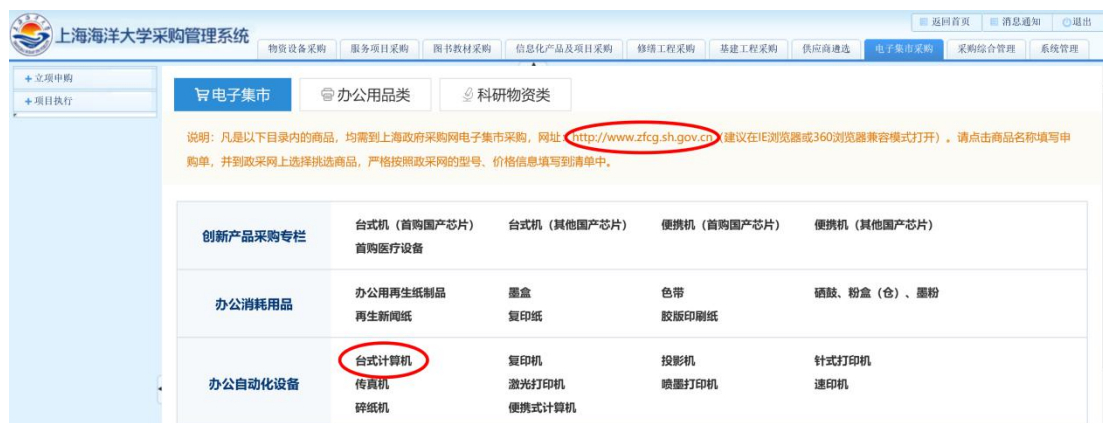 返回首页 消息通知 退出
上海海洋大学采购管理系统
物资设备采购 服务项目采购 图书教材采购 信息化产品及项目采购 修缮工程采购 基建工程采购 供应商遴选 电子集市采购 采购综合管理 系统管理
+ 立项申购
+ 项目执行
电子集市 办公用品类 科研物资类
说明：凡是以下目录内的商品，均需到上海政府采购网电子集市采购，网址：http://www.zfcg.sh.gov.cn（建议在IE浏览器或360浏览器兼容模式打开）。请点击商品名称填写申
购单，并到政采网上选择挑选商品，严格按照政采网的型号、价格信息填写到清单中。
创新产品采购专栏
台式机（首购国产芯片） 台式机（其他国产芯片） 便携机（首购国产芯片） 便携机（其他国产芯片）
首购医疗设备
办公消耗用品
办公用再生纸制品 墨盒 色带 硒鼓、粉盒（仓）、墨粉
再生新闻纸 复印纸 胶版印刷纸
办公自动化设备
台式计算机 复印机 投影机 针式打印机
传真机 激光打印机 喷墨打印机 速印机
碎纸机 便携式计算机